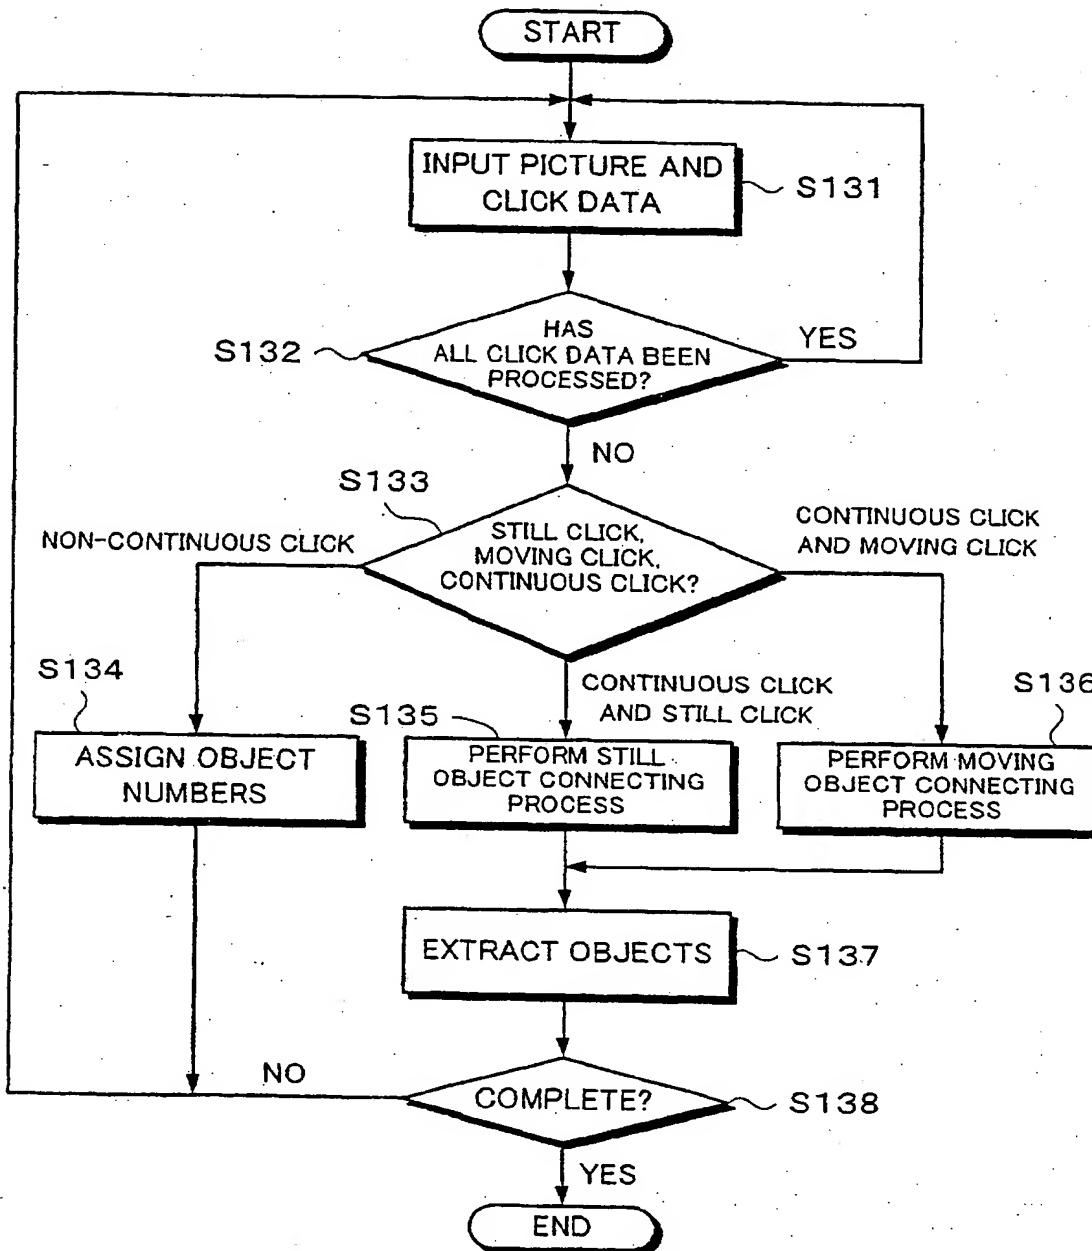 START
INPUT PICTURE AND
CLICK DATA
S131
HAS
ALL CLICK DATA BEEN
PROCESSED?
S132
YES
NO
S133
STILL CLICK,
MOVING CLICK,
CONTINUOUS CLICK?
NON-CONTINUOUS CLICK
CONTINUOUS CLICK
AND MOVING CLICK
CONTINUOUS CLICK
AND STILL CLICK
S134
ASSIGN OBJECT
NUMBERS
S135
PERFORM STILL
OBJECT CONNECTING
PROCESS
S136
PERFORM MOVING
OBJECT CONNECTING
PROCESS
EXTRACT OBJECTS
S137
NO
COMPLETE?
S138
YES
END